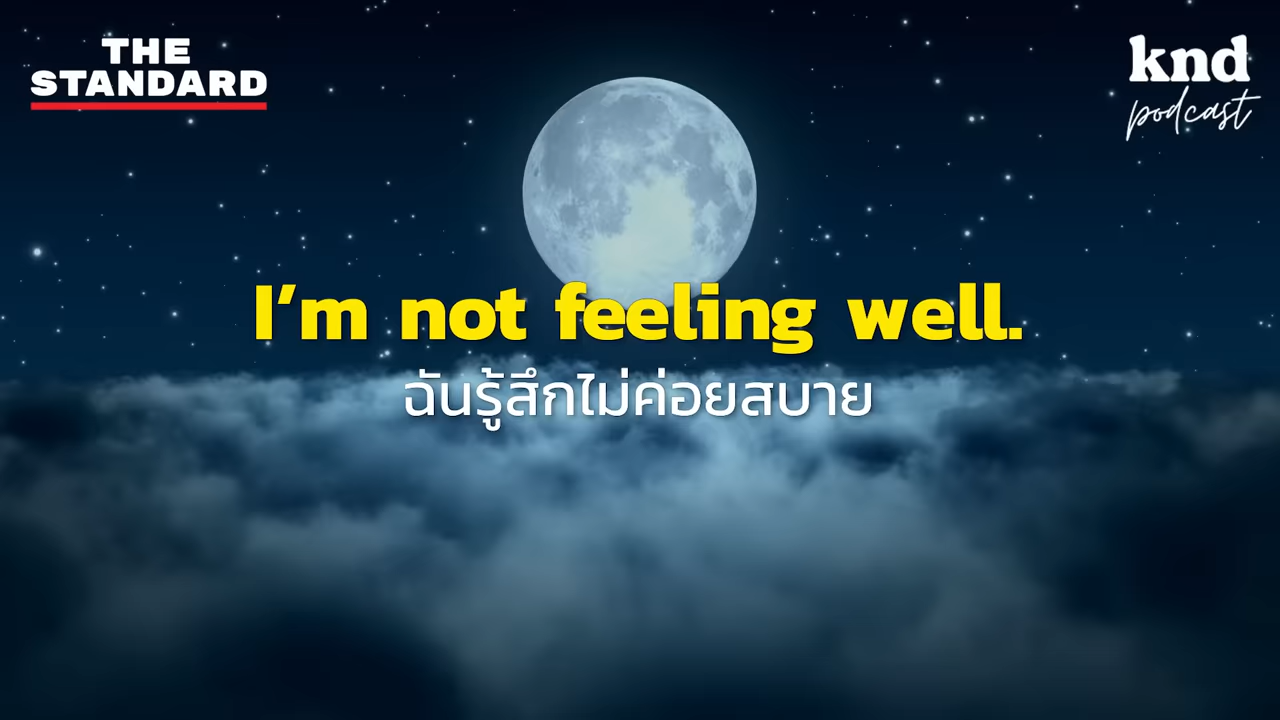 THE
STANDARD
knd
podcast
I’m not feeling well.
ฉันรู้สึกไม่ค่อยสบาย